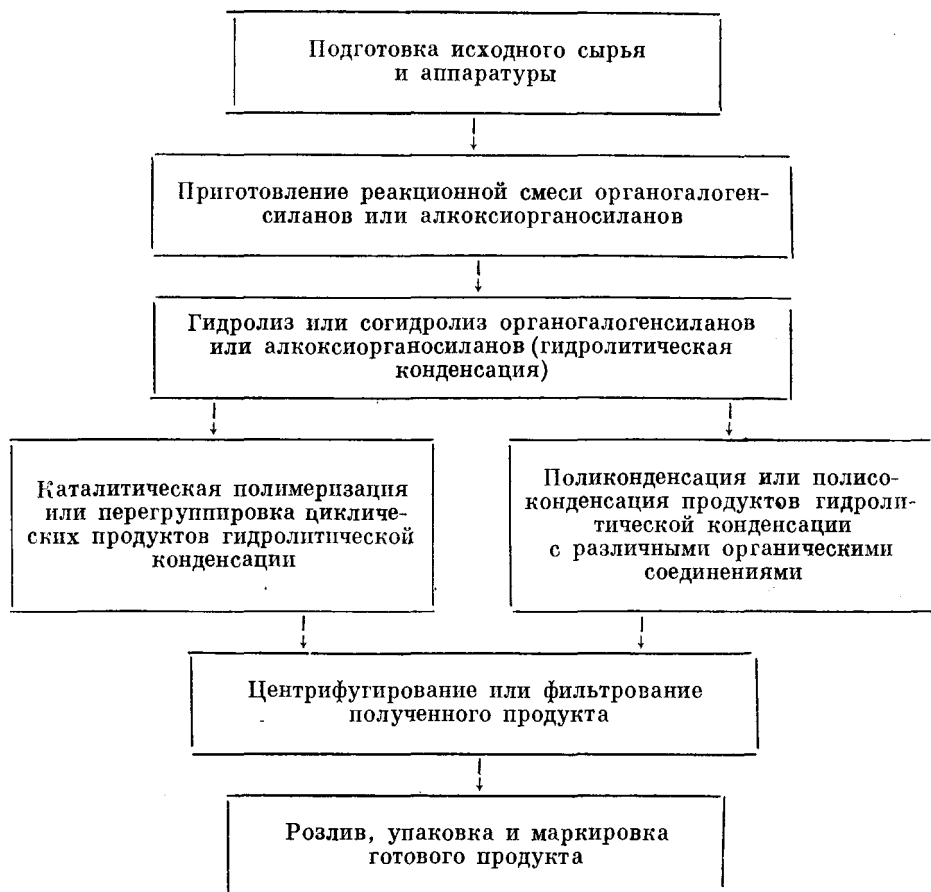 Подготовка исходного сырья
и аппаратуры
Приготовление реакционной смеси органогалоген-
силанов или алкоксиорганосиланов
Гидролиз или согидролиз органогалогенсиланов
или алкоксиорганосиланов (гидролитическая
конденсация)
Каталитическая полимеризация
или перегруппировка цикличе-
ских продуктов гидролитической
конденсации
Поликонденсация или полисо-
конденсация продуктов гидроли-
тической конденсации
с различными органическими
соединениями
Центрифугирование или фильтрование
полученного продукта
Розлив, упаковка и маркировка
готового продукта